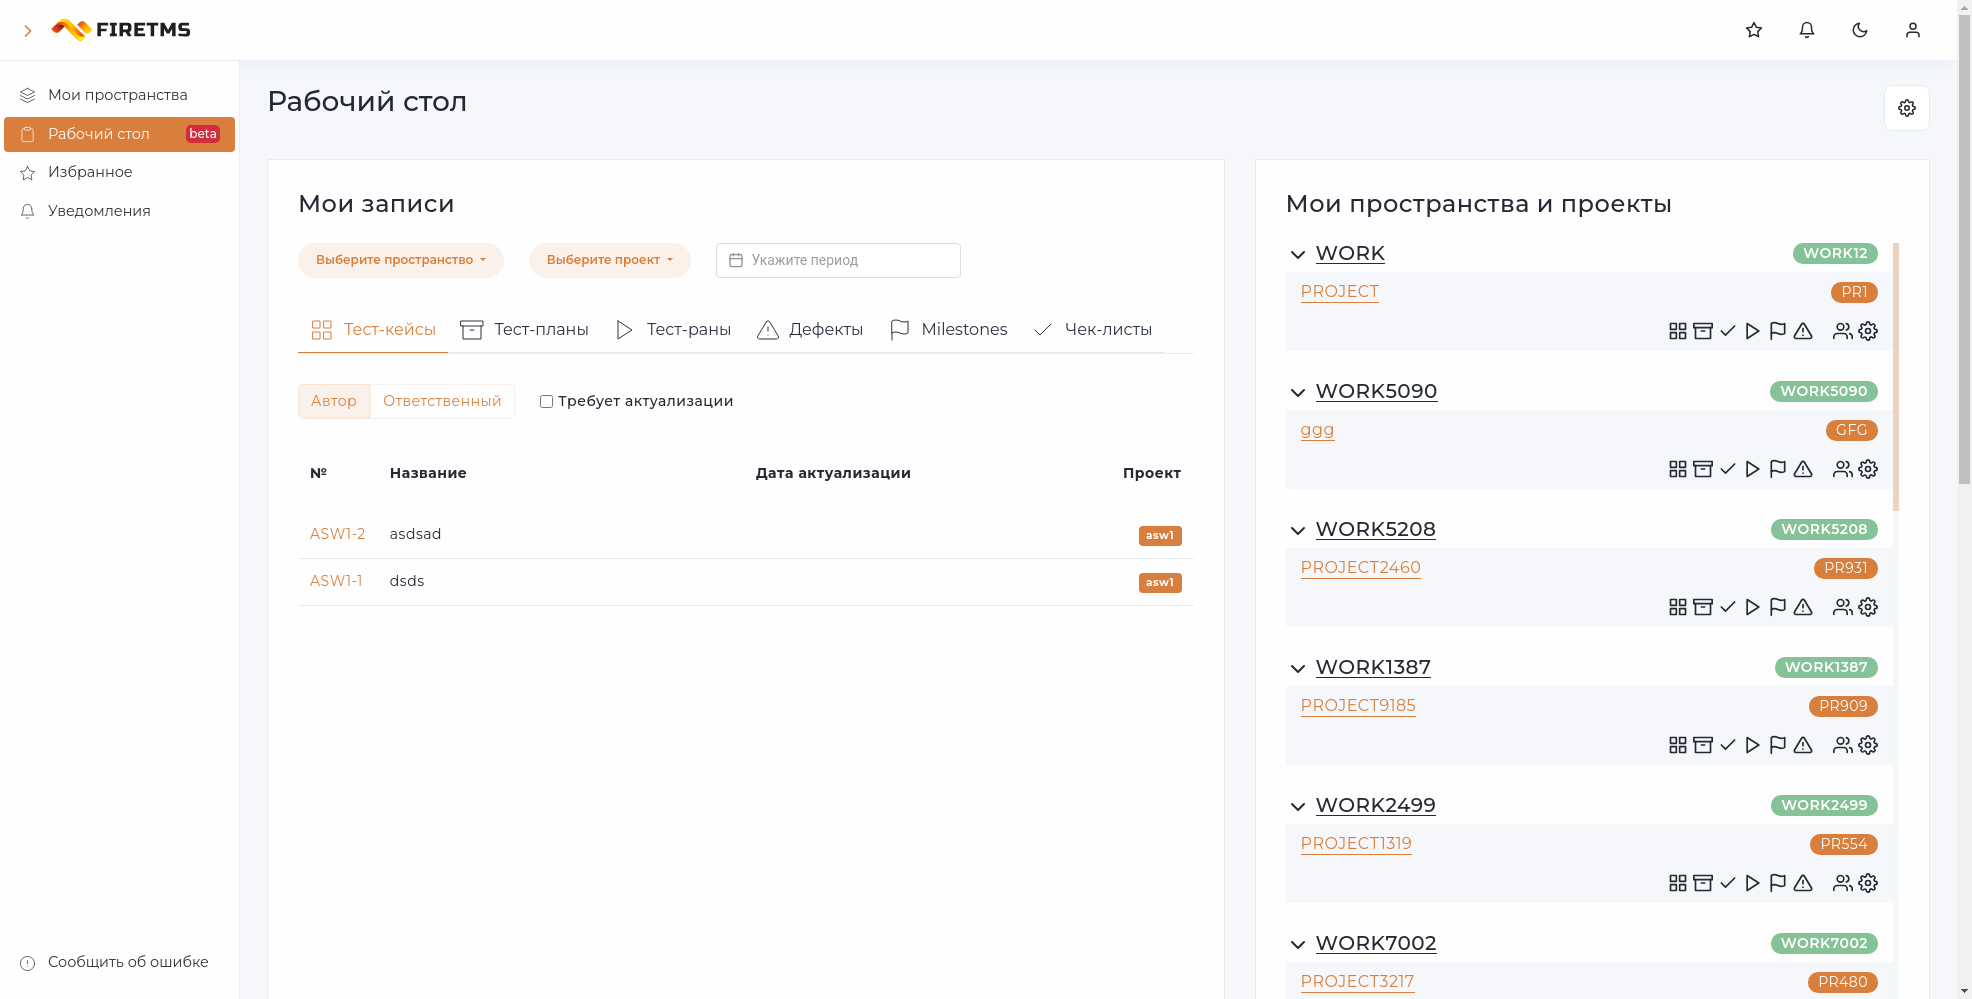 FIRETMS
Мои пространства
Рабочий стол beta
Избранное
Уведомления
Сообщить об ошибке
Рабочий стол
Мои записи
Выберите пространство Выберите проект Укажите период
Тест-кейсы Тест-планы Тест-раны Дефекты Milestones Чек-листы
Автор Ответственный Требует актуализации
№ Название Дата актуализации Проект
ASW1-2 asdsad asw1
ASW1-1 dsds asw1
Мои пространства и проекты
WORK WORK12
PROJECT PR1
WORK5090 WORK5090
ggg GFG
WORK5208 WORK5208
PROJECT2460 PR931
WORK1387 WORK1387
PROJECT9185 PR909
WORK2499 WORK2499
PROJECT1319 PR554
WORK7002 WORK7002
PROJECT3217 PR480